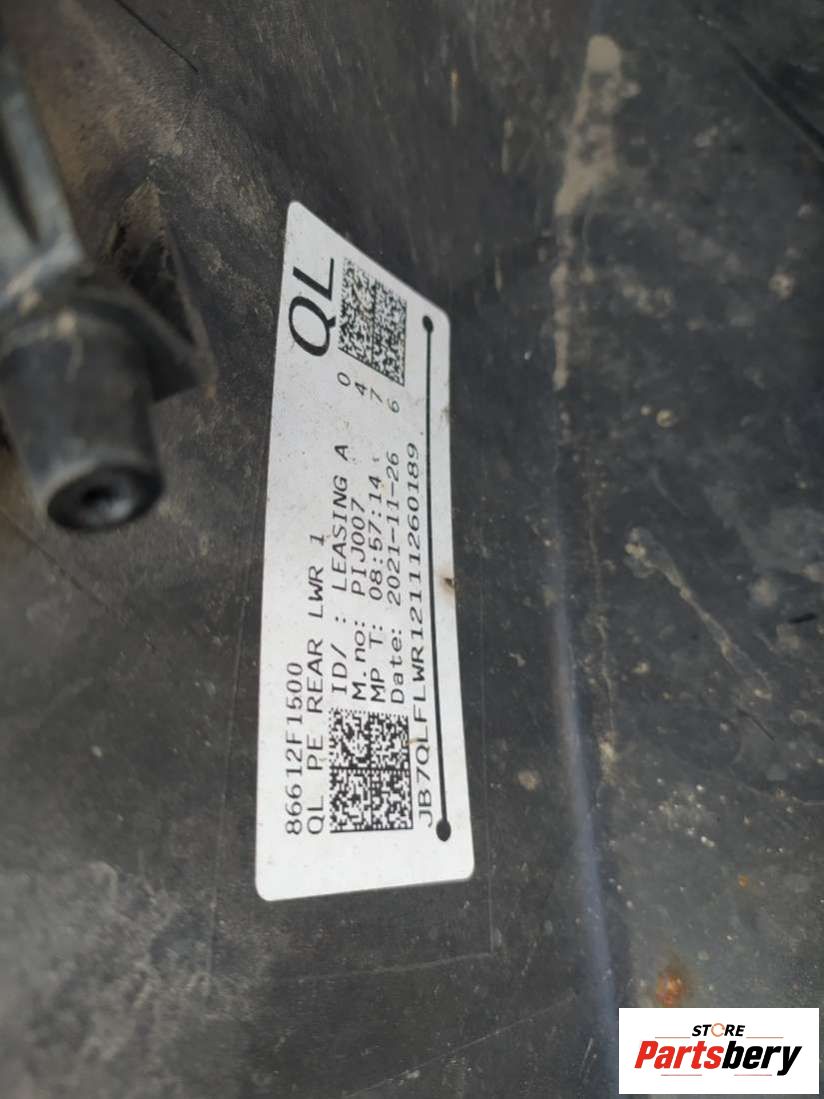 86612F1500
QL PE REAR LWR 1
ID/ : LEASING A
M.no: PIJ007
MP T: 08:57:14
Date: 2021-11-26
JB7QLFLWR12111260189
0
4
7
6
QL
STORE
Partsbery